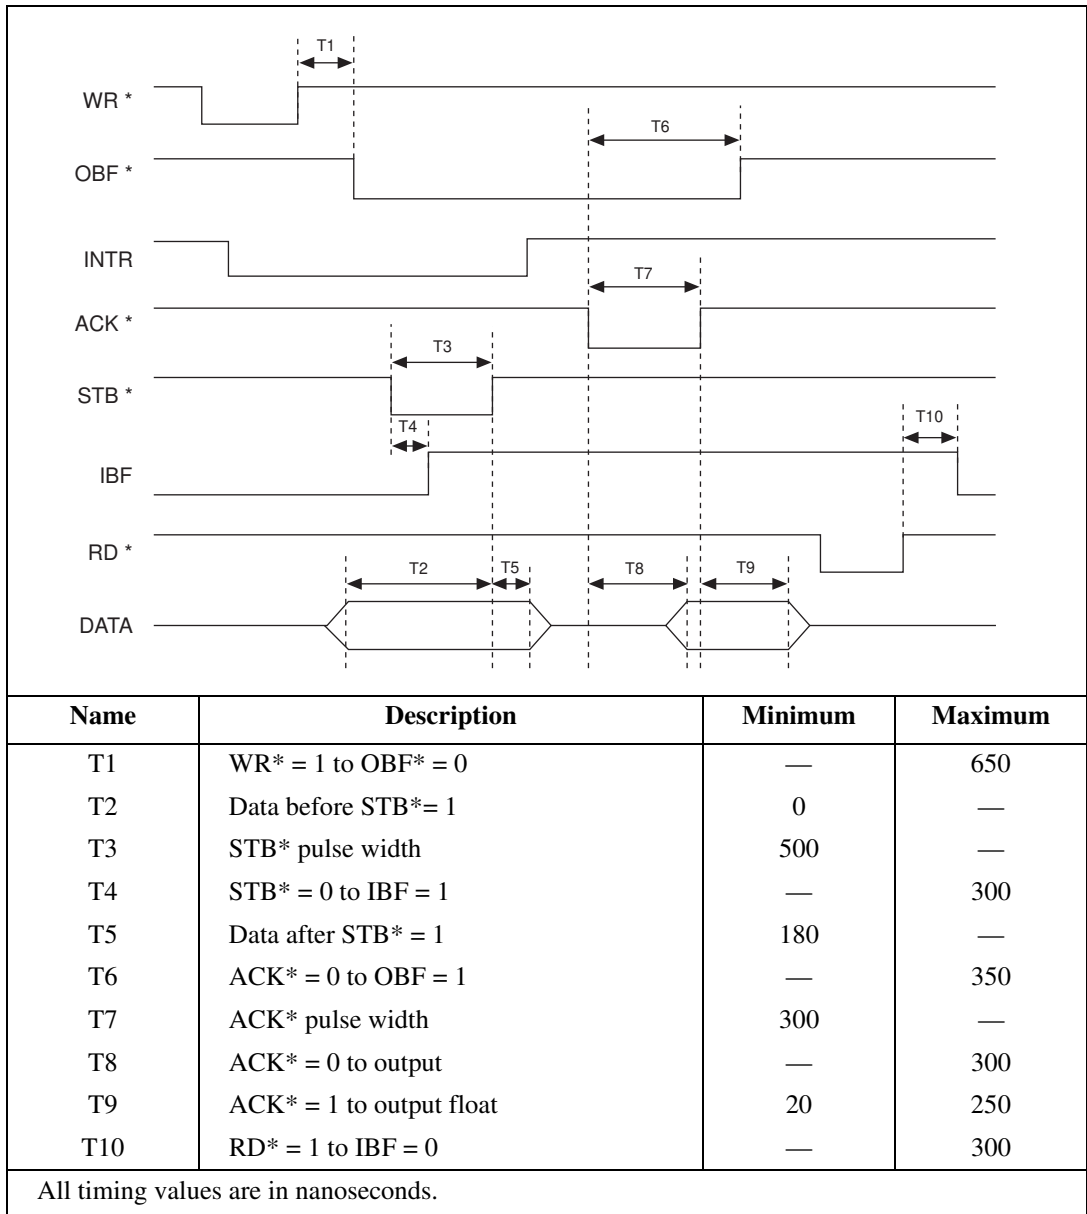 T1
WR *
T6
OBF *
INTR
T7
ACK *
T3
STB *
T4
T10
IBF
RD *
T2 T5 T8 T9
DATA
Name Description Minimum Maximum
T1 WR* = 1 to OBF* = 0 — 650
T2 Data before STB*= 1 0 —
T3 STB* pulse width 500 —
T4 STB* = 0 to IBF = 1 — 300
T5 Data after STB* = 1 180 —
T6 ACK* = 0 to OBF = 1 — 350
T7 ACK* pulse width 300 —
T8 ACK* = 0 to output — 300
T9 ACK* = 1 to output float 20 250
T10 RD* = 1 to IBF = 0 — 300
All timing values are in nanoseconds.